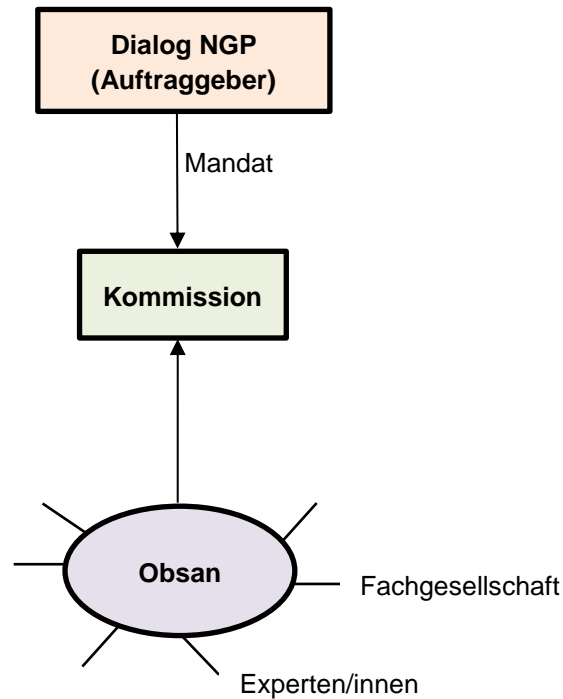 Dialog NGP
(Auftraggeber)
Mandat
Kommission
Obsan
Fachgesellschaft
Experten/innen